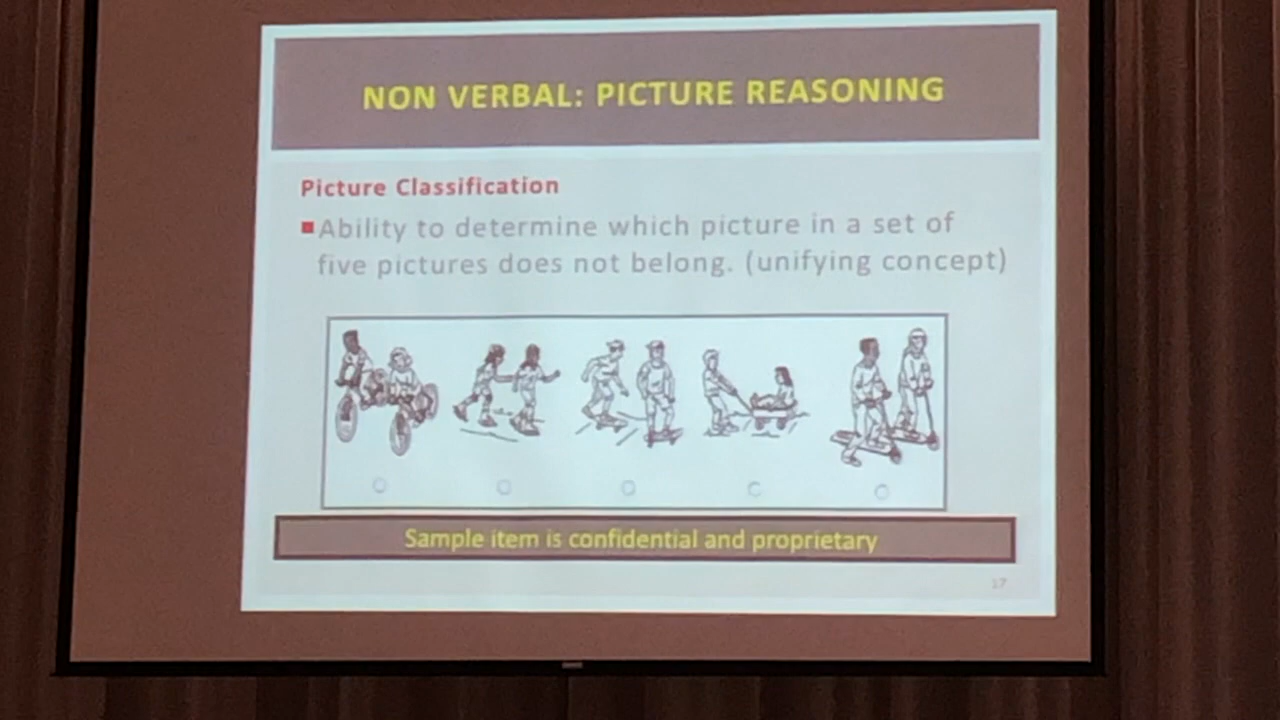 NON VERBAL: PICTURE REASONING
Picture Classification
Ability to determine which picture in a set of
five pictures does not belong. (unifying concept)
Sample item is confidential and proprietary
17